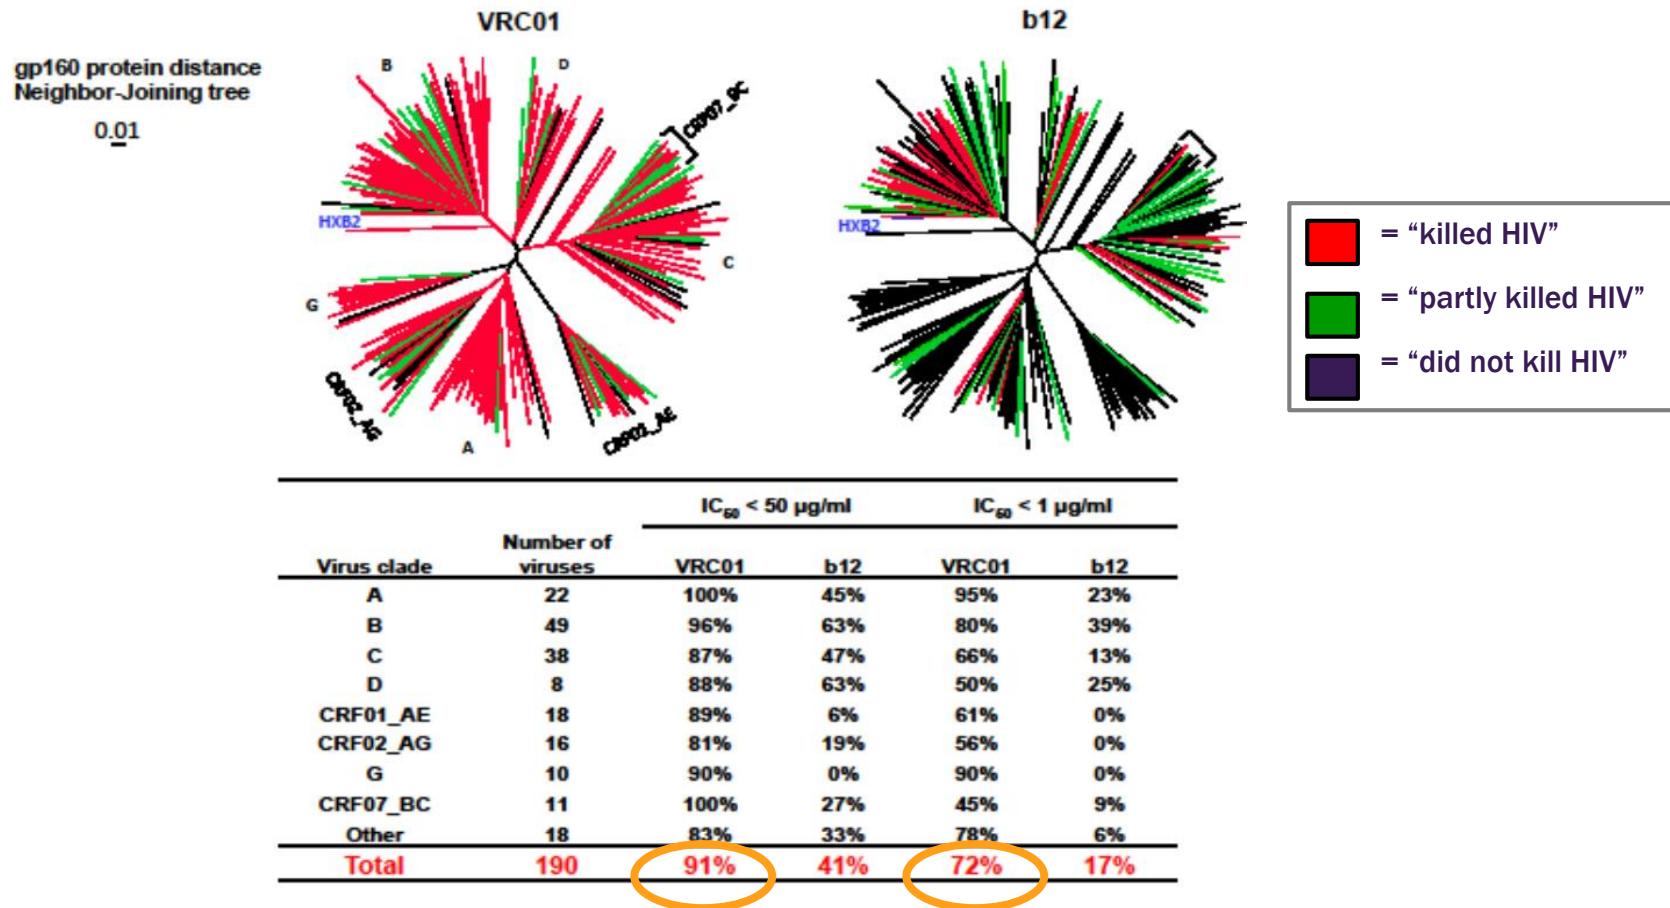 VRC01
b12
gp160 protein distance
Neighbor-Joining tree
0.01
B
D
CRF07_BC
HXB2
C
G
CRF02_AG
A
CRF01_AE
HXB2
= “killed HIV”
= “partly killed HIV”
= “did not kill HIV”
IC50 < 50 µg/ml IC50 < 1 µg/ml
Number of
Virus clade viruses VRC01 b12 VRC01 b12
A 22 100% 45% 95% 23%
B 49 96% 63% 80% 39%
C 38 87% 47% 66% 13%
D 8 88% 63% 50% 25%
CRF01_AE 18 89% 6% 61% 0%
CRF02_AG 16 81% 19% 56% 0%
G 10 90% 0% 90% 0%
CRF07_BC 11 100% 27% 45% 9%
Other 18 83% 33% 78% 6%
Total 190 91% 41% 72% 17%